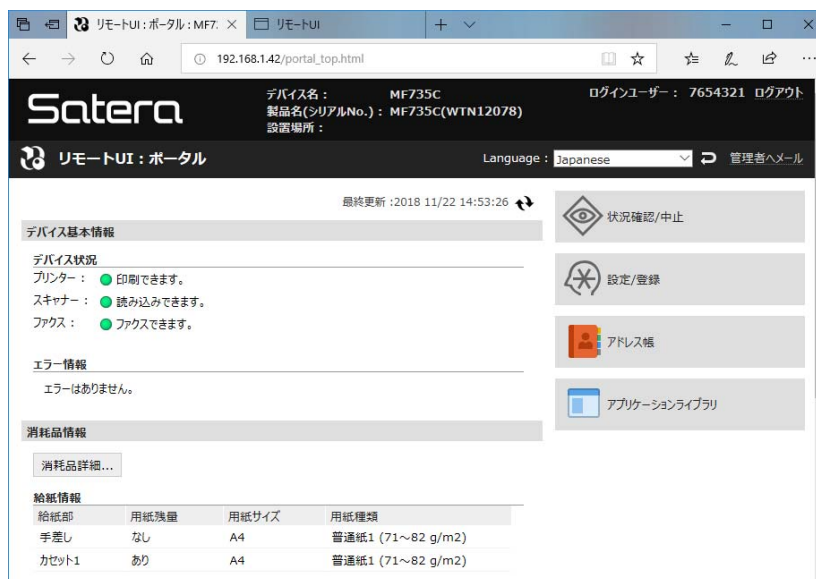 リモートUI：ポータル：MF7: リモートUI
192.168.1.42/portal_top.html
Satera
デバイス名： MF735C
製品名(シリアルNo.)： MF735C(WTN12078)
設置場所：
ログインユーザー： 7654321 ログアウト
リモートUI：ポータル
Language： Japanese 管理者へメール
最終更新 :2018 11/22 14:53:26
デバイス基本情報
デバイス状況
プリンター： 印刷できます。
スキャナー： 読み込みできます。
ファクス： ファクスできます。
エラー情報
エラーはありません。
消耗品情報
消耗品詳細...
給紙情報
給紙部 用紙残量 用紙サイズ 用紙種類
手差し なし A4 普通紙1 (71～82 g/m2)
カセット1 あり A4 普通紙1 (71～82 g/m2)
状況確認/中止
設定/登録
アドレス帳
アプリケーションライブラリ